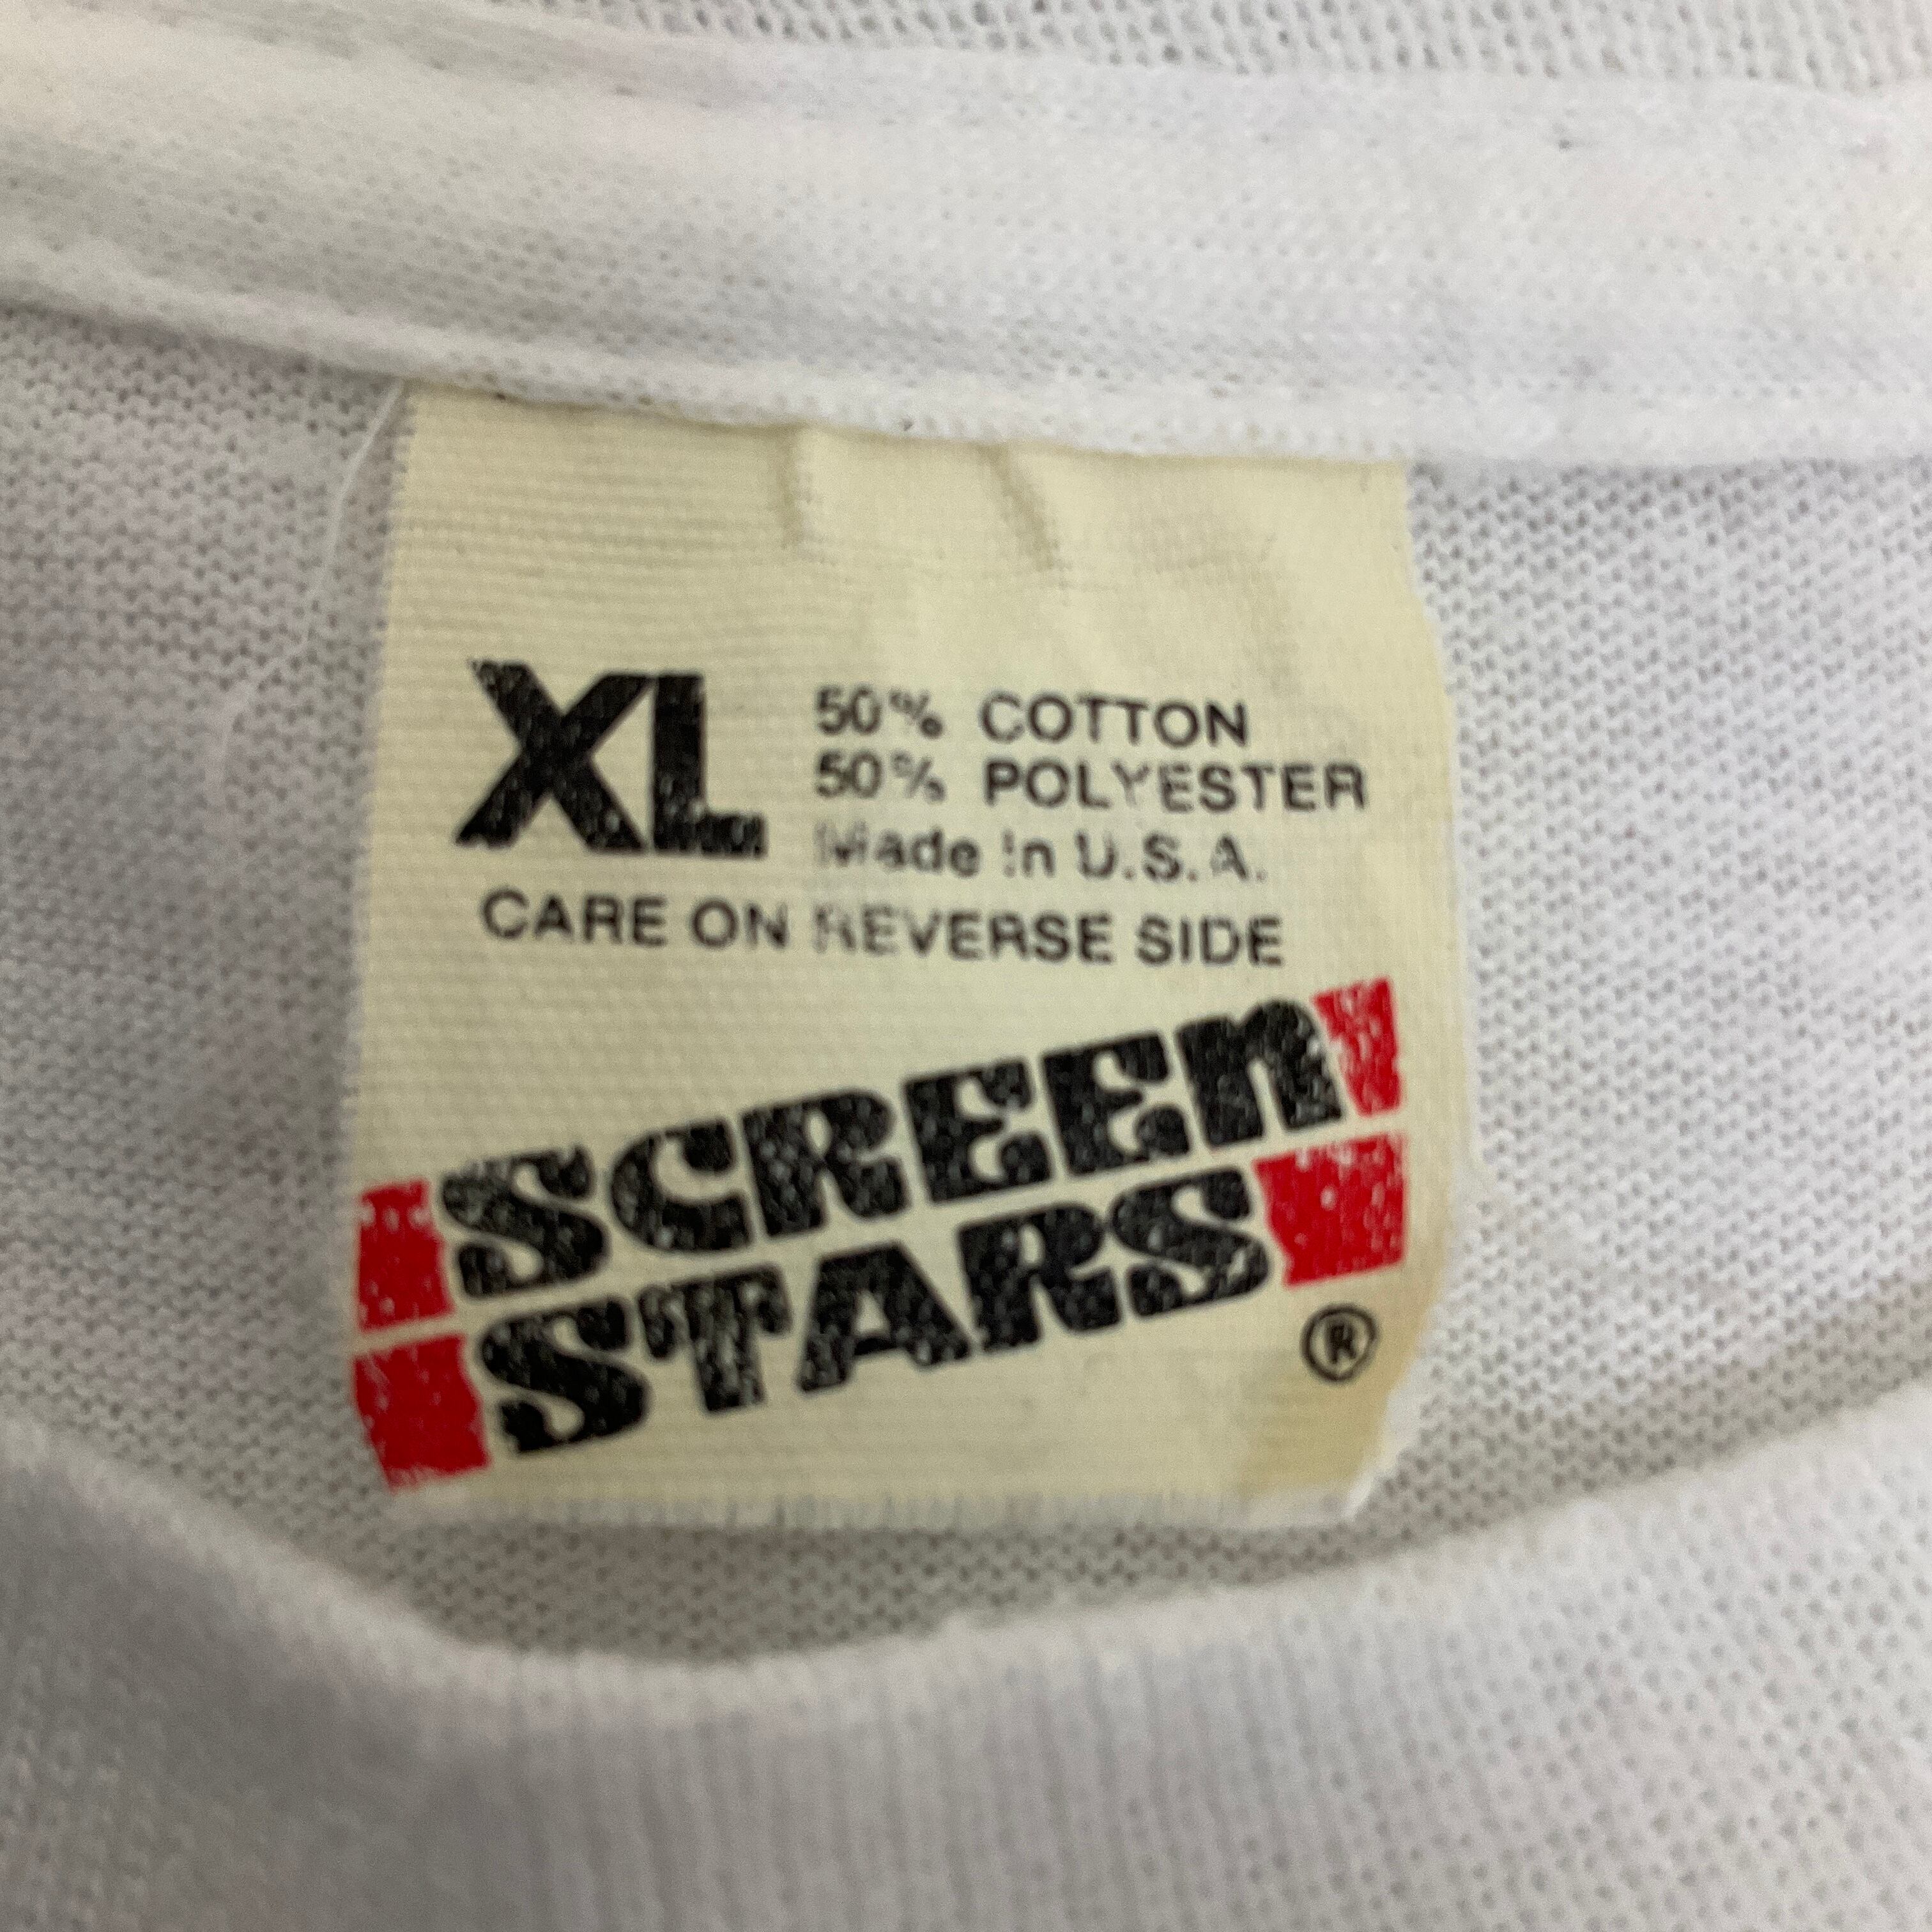 XL
50% COTTON
50% POLYESTER
Made In U.S.A.
CARE ON REVERSE SIDE
SCREEN
STARS
®